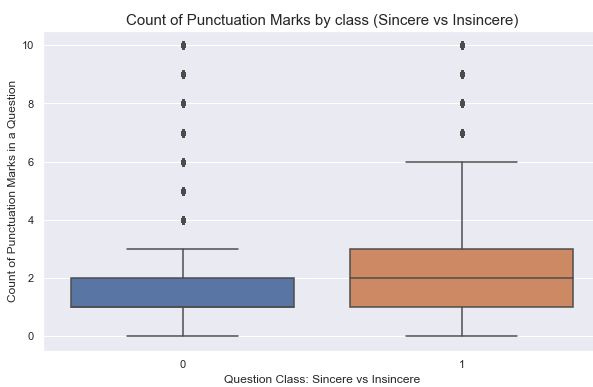 Count of Punctuation Marks by class (Sincere vs Insincere)
Count of Punctuation Marks in a Question
10
8
6
4
2
0
0
1
Question Class: Sincere vs Insincere